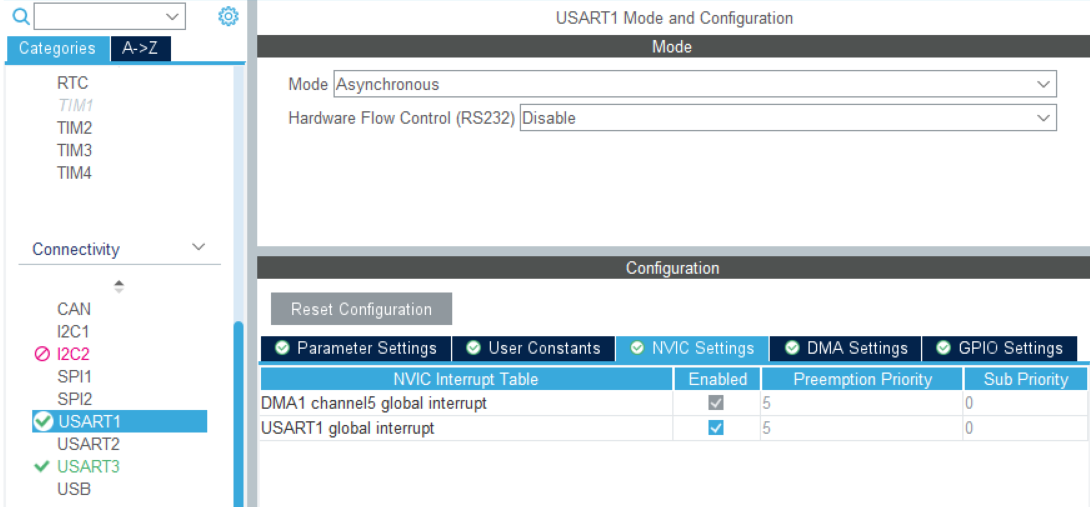 Categories A->Z
RTC
TIM1
TIM2
TIM3
TIM4
Connectivity
CAN
I2C1
I2C2
SPI1
SPI2
USART1
USART2
USART3
USB
USART1 Mode and Configuration
Mode
Mode Asynchronous
Hardware Flow Control (RS232) Disable
Configuration
Reset Configuration
Parameter Settings User Constants NVIC Settings DMA Settings GPIO Settings
NVIC Interrupt Table Enabled Preemption Priority Sub Priority
DMA1 channel5 global interrupt 5 0
USART1 global interrupt 5 0